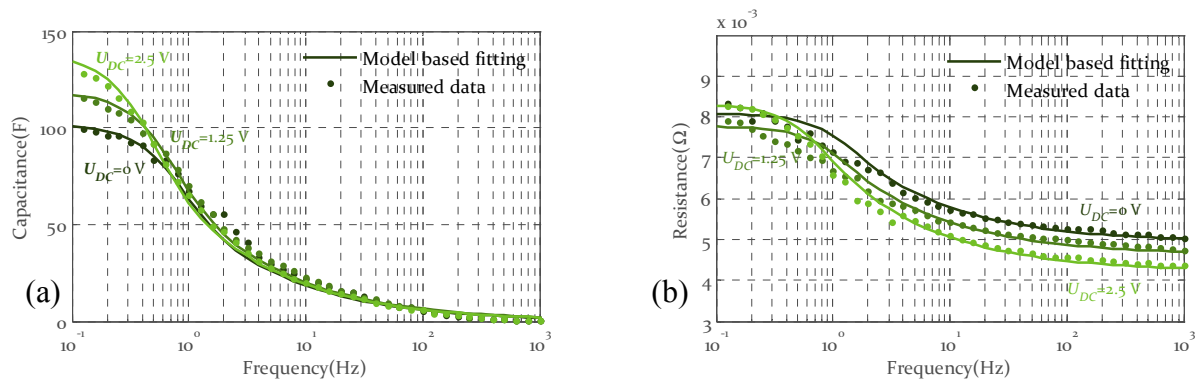 150
100
50
0
Capacitance(F)
U_DC=2.5 V
Model based fitting
Measured data
U_DC=1.25 V
U_DC=0 V
(a)
10^-1
10^0
10^1
10^2
10^3
Frequency(Hz)
x 10^-3
9
8
7
6
5
4
3
Resistance(Ω)
Model based fitting
Measured data
U_DC=1.25 V
U_DC=0 V
U_DC=2.5 V
(b)
10^-1
10^0
10^1
10^2
10^3
Frequency(Hz)